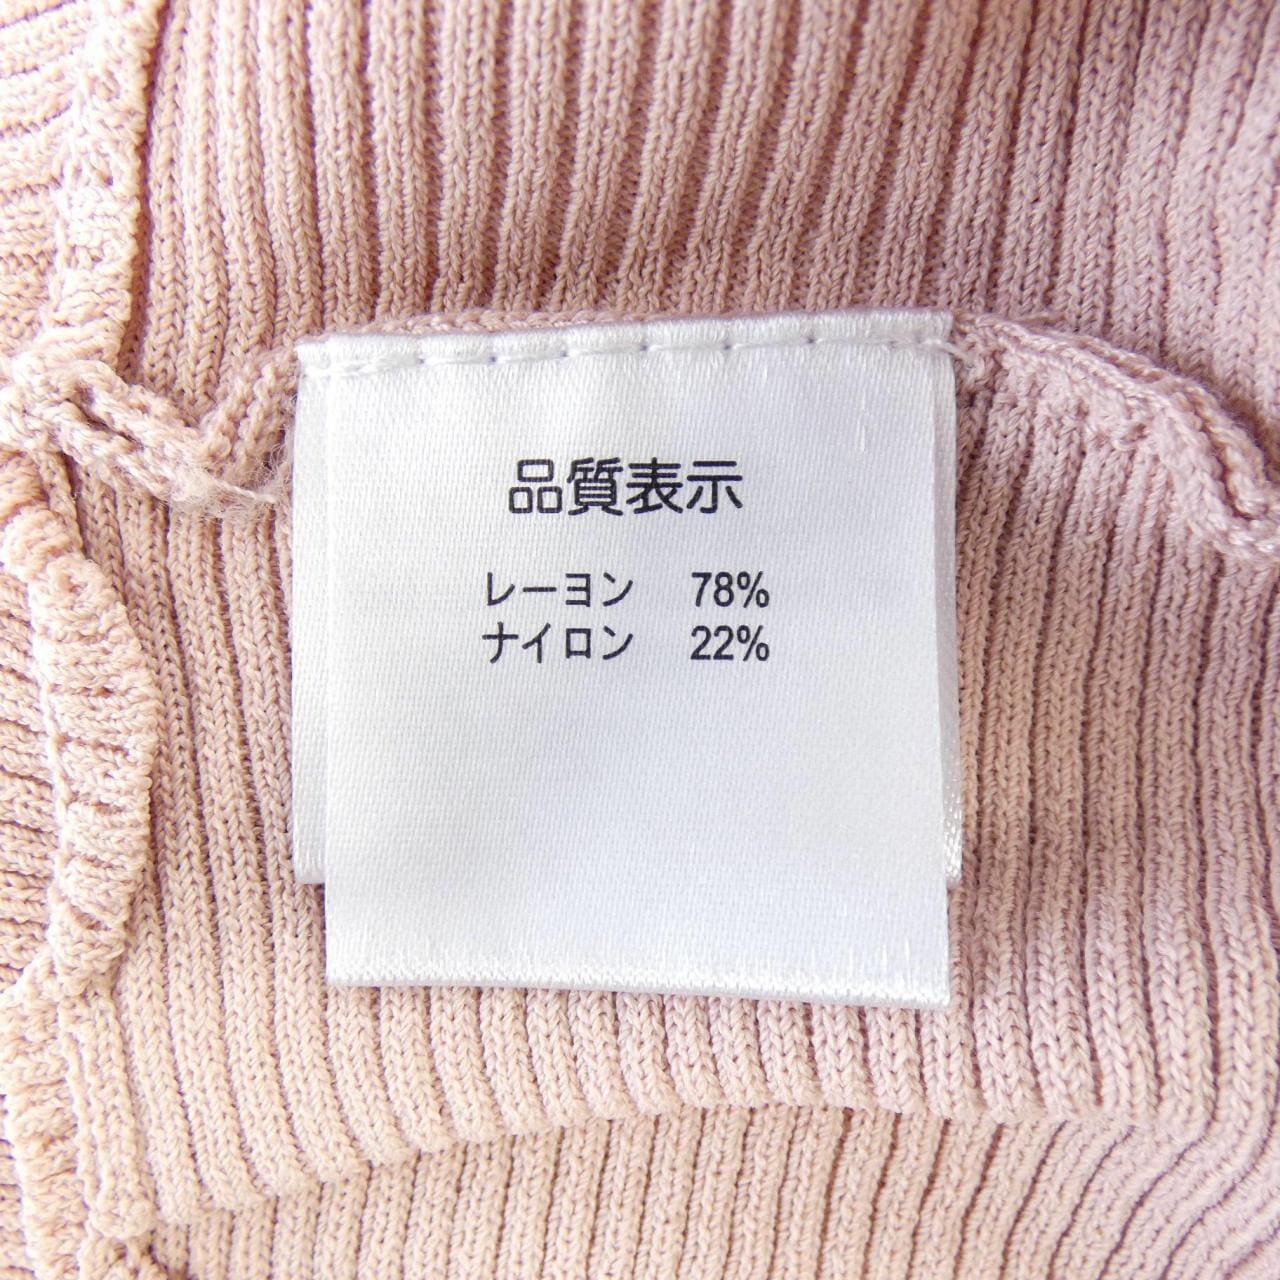 品質表示
レーヨン 78%
ナイロン 22%